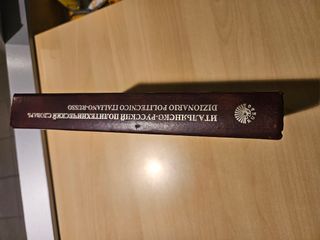 ИТАЛЬЯНСКО-РУССКИЙ ПОЛИТЕХНИЧЕСКИЙ СЛОВАРЬ
DIZIONARIO POLITECNICO ITALIANO-RUSSO